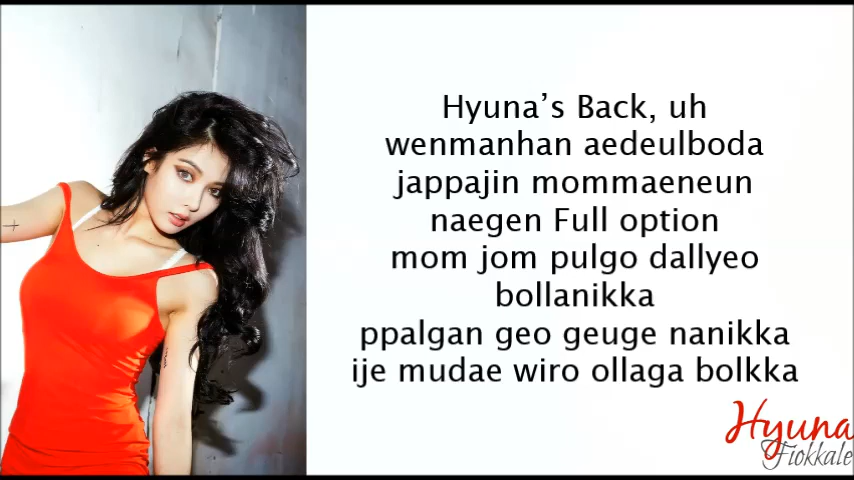 Hyuna’s Back, uh
wenmanhan aedeulboda
jappajin mommaeneun
naegen Full option
mom jom pulgo dallyeo
bollanikka
ppalgan geo geuge nanikka
ije mudae wiro ollaga bolkka
Hyuna
Fiokkale